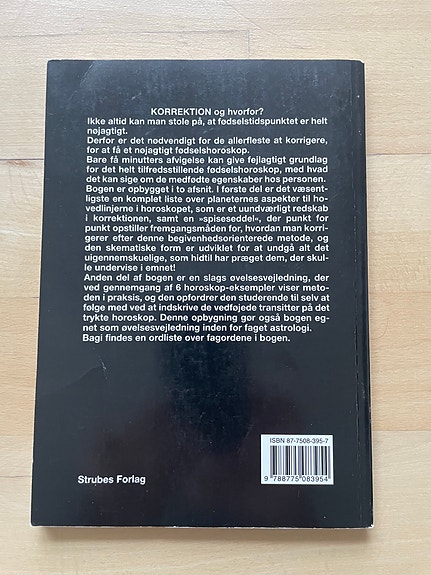 KORREKTION og hvorfor?
Ikke altid kan man stole på, at fødselstidspunktet er helt
nøjagtigt.
Derfor er det nødvendigt for de allerfleste at korrigere,
for at få et nøjagtigt fødselshoróskop.
Bare få minutters afvigelse kan give fejlagtigt grundlag
for det helt tilfredsstillende fødselshoroskop, med hvad
det kan sige om de medfødte egenskaber hos personen.
Bogen er opbygget i to afsnit. I første del er det væsent-
ligste en komplet liste over planeternes aspekter til ho-
vedlinjerne i horoskopet, som er et uundværligt redskab
i korrektionen, samt en »spiseseddel«, der punkt for
punkt opstiller fremgangsmåden for, hvordan man korri-
gerer efter denne begivenhedsorienterede metode, og
den skematiske form er udviklet for at undgå alt det
uigennemskuelige, som hidtil har præget dem, der skul-
le undervise i emnet!
Anden del af bogen er en slags øvelsesvejledning, der
ved gennemgang af 6 horoskop-eksempler viser meto-
den i praksis, og den opfordrer den studerende til selv at
følge med ved at indskrive de vedføjede transitter på det
trykte horoskop. Denne opbygning gør også bogen eg-
net som øvelsesvejledning inden for faget astrologi.
Bagi findes en ordliste over fagordene i bogen.
ISBN 87-7508-395-7
9 788775 083954
Strubes Forlag